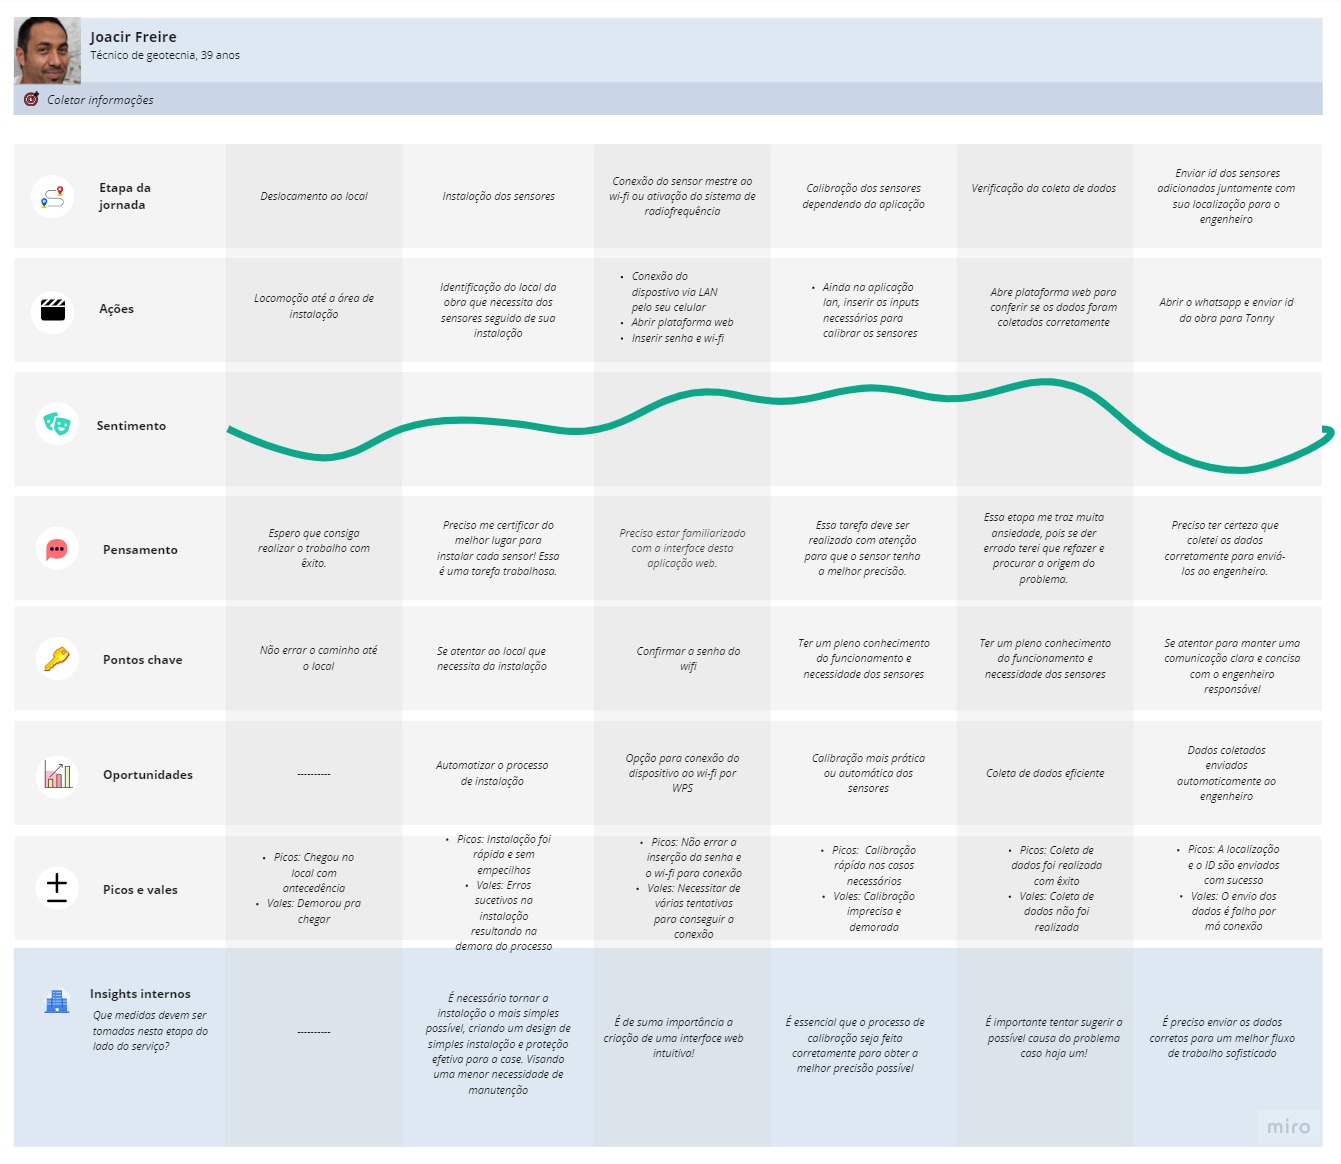 Joacir Freire
Técnico de geotecnia, 39 anos
Coletar informações
Etapa da
jornada
Deslocamento ao local
Instalação dos sensores
Conexão do sensor mestre ao
wi-fi ou ativação do sistema de
radiofrequência
Calibração dos sensores
dependendo da aplicação
Verificação da coleta de dados
Enviar id dos sensores
adicionados juntamente com
sua localização para o
engenheiro
Ações
Locomoção até a área de
instalação
Identificação do local da
obra que necessita dos
sensores seguido de sua
instalação
• Conexão do
dispostivo via LAN
pelo seu celular
• Abrir plataforma web
• Inserir senha e wi-fi
• Ainda na aplicação
lan, inserir os inputs
necessários para
calibrar os sensores
Abre plataforma web para
conferir se os dados foram
coletados corretamente
Abrir o whatsapp e enviar id
da obra para Tonny
Sentimento
Pensamento
Espero que consiga
realizar o trabalho com
êxito.
Preciso me certificar do
melhor lugar para
instalar cada sensor! Essa
é uma tarefa trabalhosa.
Preciso estar familiarizado
com a interface desta
aplicação web.
Essa tarefa deve ser
realizado com atenção
para que o sensor tenha
a melhor precisão.
Essa etapa me traz muita
ansiedade, pois se der
errado terei que refazer e
procurar a origem do
problema.
Preciso ter certeza que
coletei os dados
corretamente para enviá-
los ao engenheiro.
Pontos chave
Não errar o caminho até
o local
Se atentar ao local que
necessita da instalação
Confirmar a senha do
wifi
Ter um pleno conhecimento
do funcionamento e
necessidade dos sensores
Ter um pleno conhecimento
do funcionamento e
necessidade dos sensores
Se atentar para manter uma
comunicação clara e concisa
com o engenheiro
responsável
Oportunidades
----------
Automatizar o processo
de instalação
Opção para conexão do
dispositivo ao wi-fi por
WPS
Calibração mais prática
ou automática dos
sensores
Coleta de dados eficiente
Dados coletados
enviados
automaticamente ao
engenheiro
Picos e vales
• Picos: Chegou no
local com
antecedência
• Vales: Demorou pra
chegar
• Picos: Instalação foi
rápida e sem
empecilhos
• Vales: Erros
sucetivos na
instalação
resultando na
demora do processo
• Picos: Não errar a
inserção da senha e
o wi-fi para conexão
• Vales: Necessitar de
várias tentativas
para conseguir a
conexão
• Picos: Calibração
rápída nos casos
necessários
• Vales: Calibração
imprecisa e
demorada
• Picos: Coleta de
dados foi realizada
com êxito
• Vales: Coleta de
dados não foi
realizada
• Picos: A localização
e o ID são enviados
com sucesso
• Vales: O envio dos
dados é falho por
má conexão
Insights internos
Que medidas devem ser
tomadas nesta etapa do
lado do serviço?
----------
É necessário tornar a
instalação o mais simples
possível, criando um design de
simples instalação e proteção
efetiva para a case. Visando
uma menor necessidade de
manutenção
É de suma importância a
criação de uma interface web
intuitiva!
É essencial que o processo de
calibração seja feita
corretamente para obter a
melhor precisão possível
É importante tentar sugerir a
possível causa do problema
caso haja um!
É preciso enviar os dados
corretos para um melhor fluxo
de trabalho sofisticado
miro